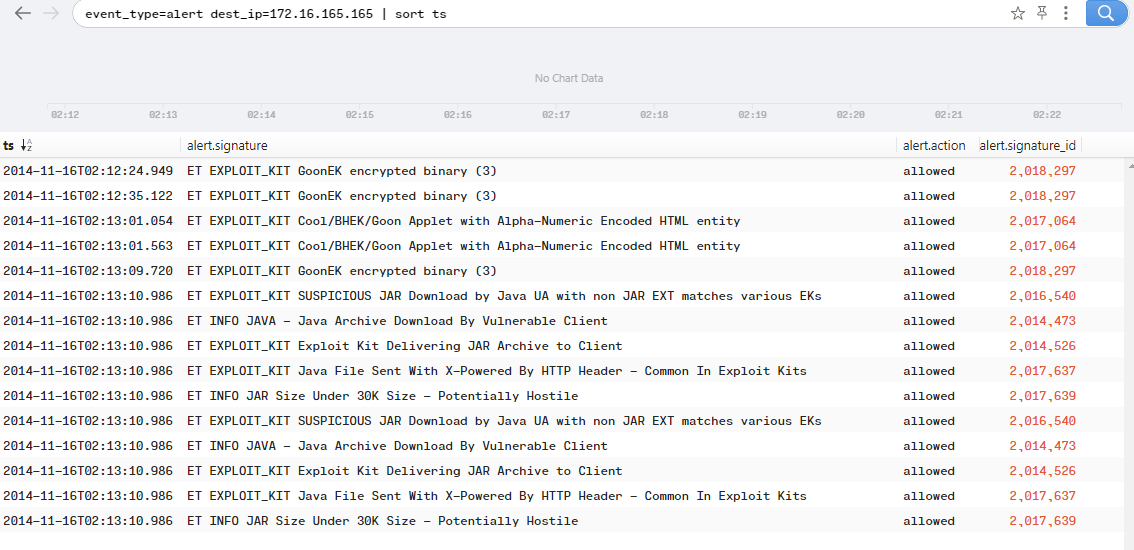 event_type=alert dest_ip=172.16.165.165 | sort ts
No Chart Data
02:12 02:13 02:14 02:15 02:16 02:17 02:18 02:19 02:20 02:21 02:22
ts AZ alert.signature alert.action alert.signature_id
2014-11-16T02:12:24.949 ET EXPLOIT_KIT GoonEK encrypted binary (3) allowed 2,018,297
2014-11-16T02:12:35.122 ET EXPLOIT_KIT GoonEK encrypted binary (3) allowed 2,018,297
2014-11-16T02:13:01.054 ET EXPLOIT_KIT Cool/BHEK/Goon Applet with Alpha-Numeric Encoded HTML entity allowed 2,017,064
2014-11-16T02:13:01.563 ET EXPLOIT_KIT Cool/BHEK/Goon Applet with Alpha-Numeric Encoded HTML entity allowed 2,017,064
2014-11-16T02:13:09.720 ET EXPLOIT_KIT GoonEK encrypted binary (3) allowed 2,018,297
2014-11-16T02:13:10.986 ET EXPLOIT_KIT SUSPICIOUS JAR Download by Java UA with non JAR EXT matches various EKs allowed 2,016,540
2014-11-16T02:13:10.986 ET INFO JAVA - Java Archive Download By Vulnerable Client allowed 2,014,473
2014-11-16T02:13:10.986 ET EXPLOIT_KIT Exploit Kit Delivering JAR Archive to Client allowed 2,014,526
2014-11-16T02:13:10.986 ET EXPLOIT_KIT Java File Sent With X-Powered By HTTP Header - Common In Exploit Kits allowed 2,017,637
2014-11-16T02:13:10.986 ET INFO JAR Size Under 30K Size - Potentially Hostile allowed 2,017,639
2014-11-16T02:13:10.986 ET EXPLOIT_KIT SUSPICIOUS JAR Download by Java UA with non JAR EXT matches various EKs allowed 2,016,540
2014-11-16T02:13:10.986 ET INFO JAVA - Java Archive Download By Vulnerable Client allowed 2,014,473
2014-11-16T02:13:10.986 ET EXPLOIT_KIT Exploit Kit Delivering JAR Archive to Client allowed 2,014,526
2014-11-16T02:13:10.986 ET EXPLOIT_KIT Java File Sent With X-Powered By HTTP Header - Common In Exploit Kits allowed 2,017,637
2014-11-16T02:13:10.986 ET INFO JAR Size Under 30K Size - Potentially Hostile allowed 2,017,639